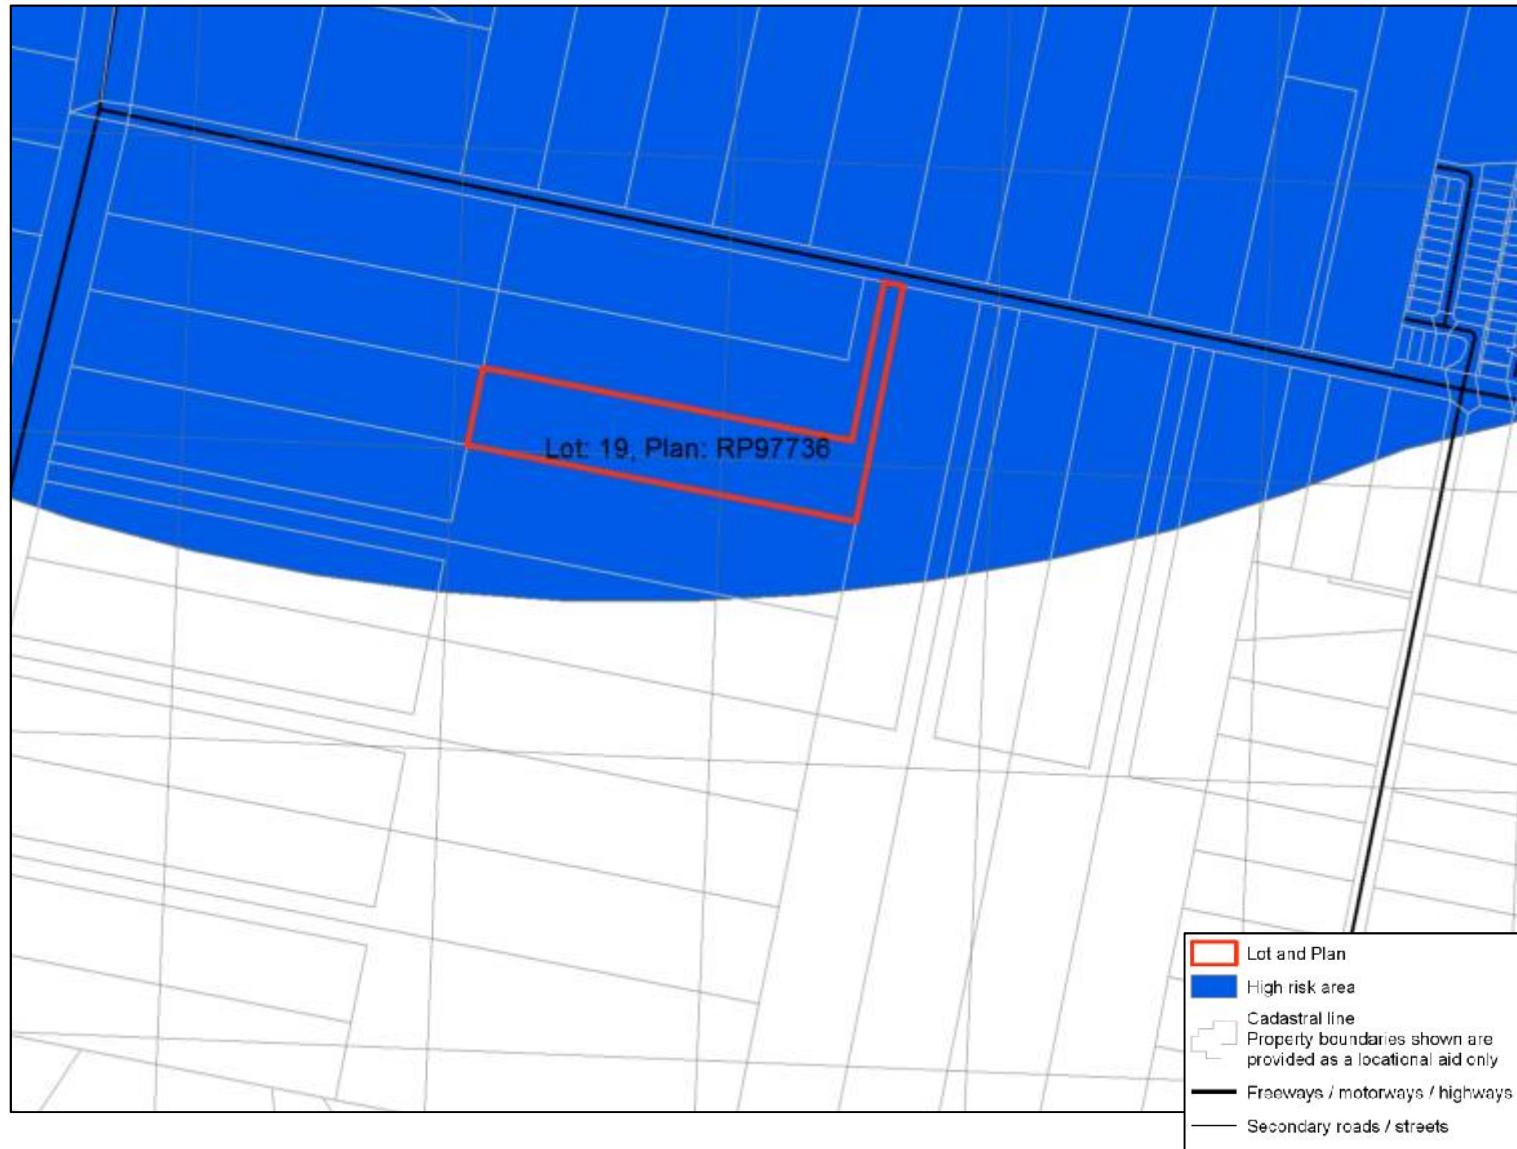 Lot: 19, Plan: RP97736
Lot and Plan
High risk area
Cadastral line
Property boundaries shown are
provided as a locational aid only
Freeways / motorways / highways
Secondary roads / streets